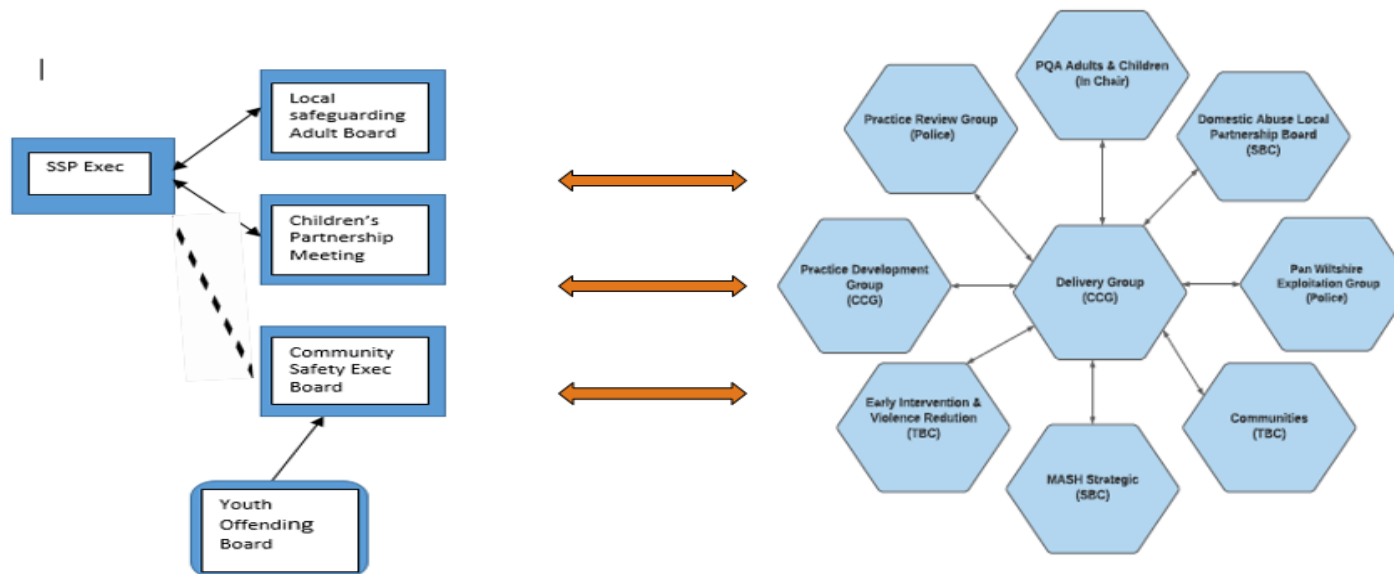 Local
safeguarding
Adult Board
SSP Exec
Children's
Partnership
Meeting
Community
Safety Exec
Board
Youth
Offending
Board
PQA Adults & Children
(In Chair)
Practice Review Group
(Police)
Domestic Abuse Local
Partnership Board
(SBC)
Practice Development
Group
(CCG)
Delivery Group
(CCG)
Pan Wiltshire
Exploitation Group
(Police)
Early Intervention &
Violence Redution
(TBC)
Communities
(TBC)
MASH Strategic
(SBC)